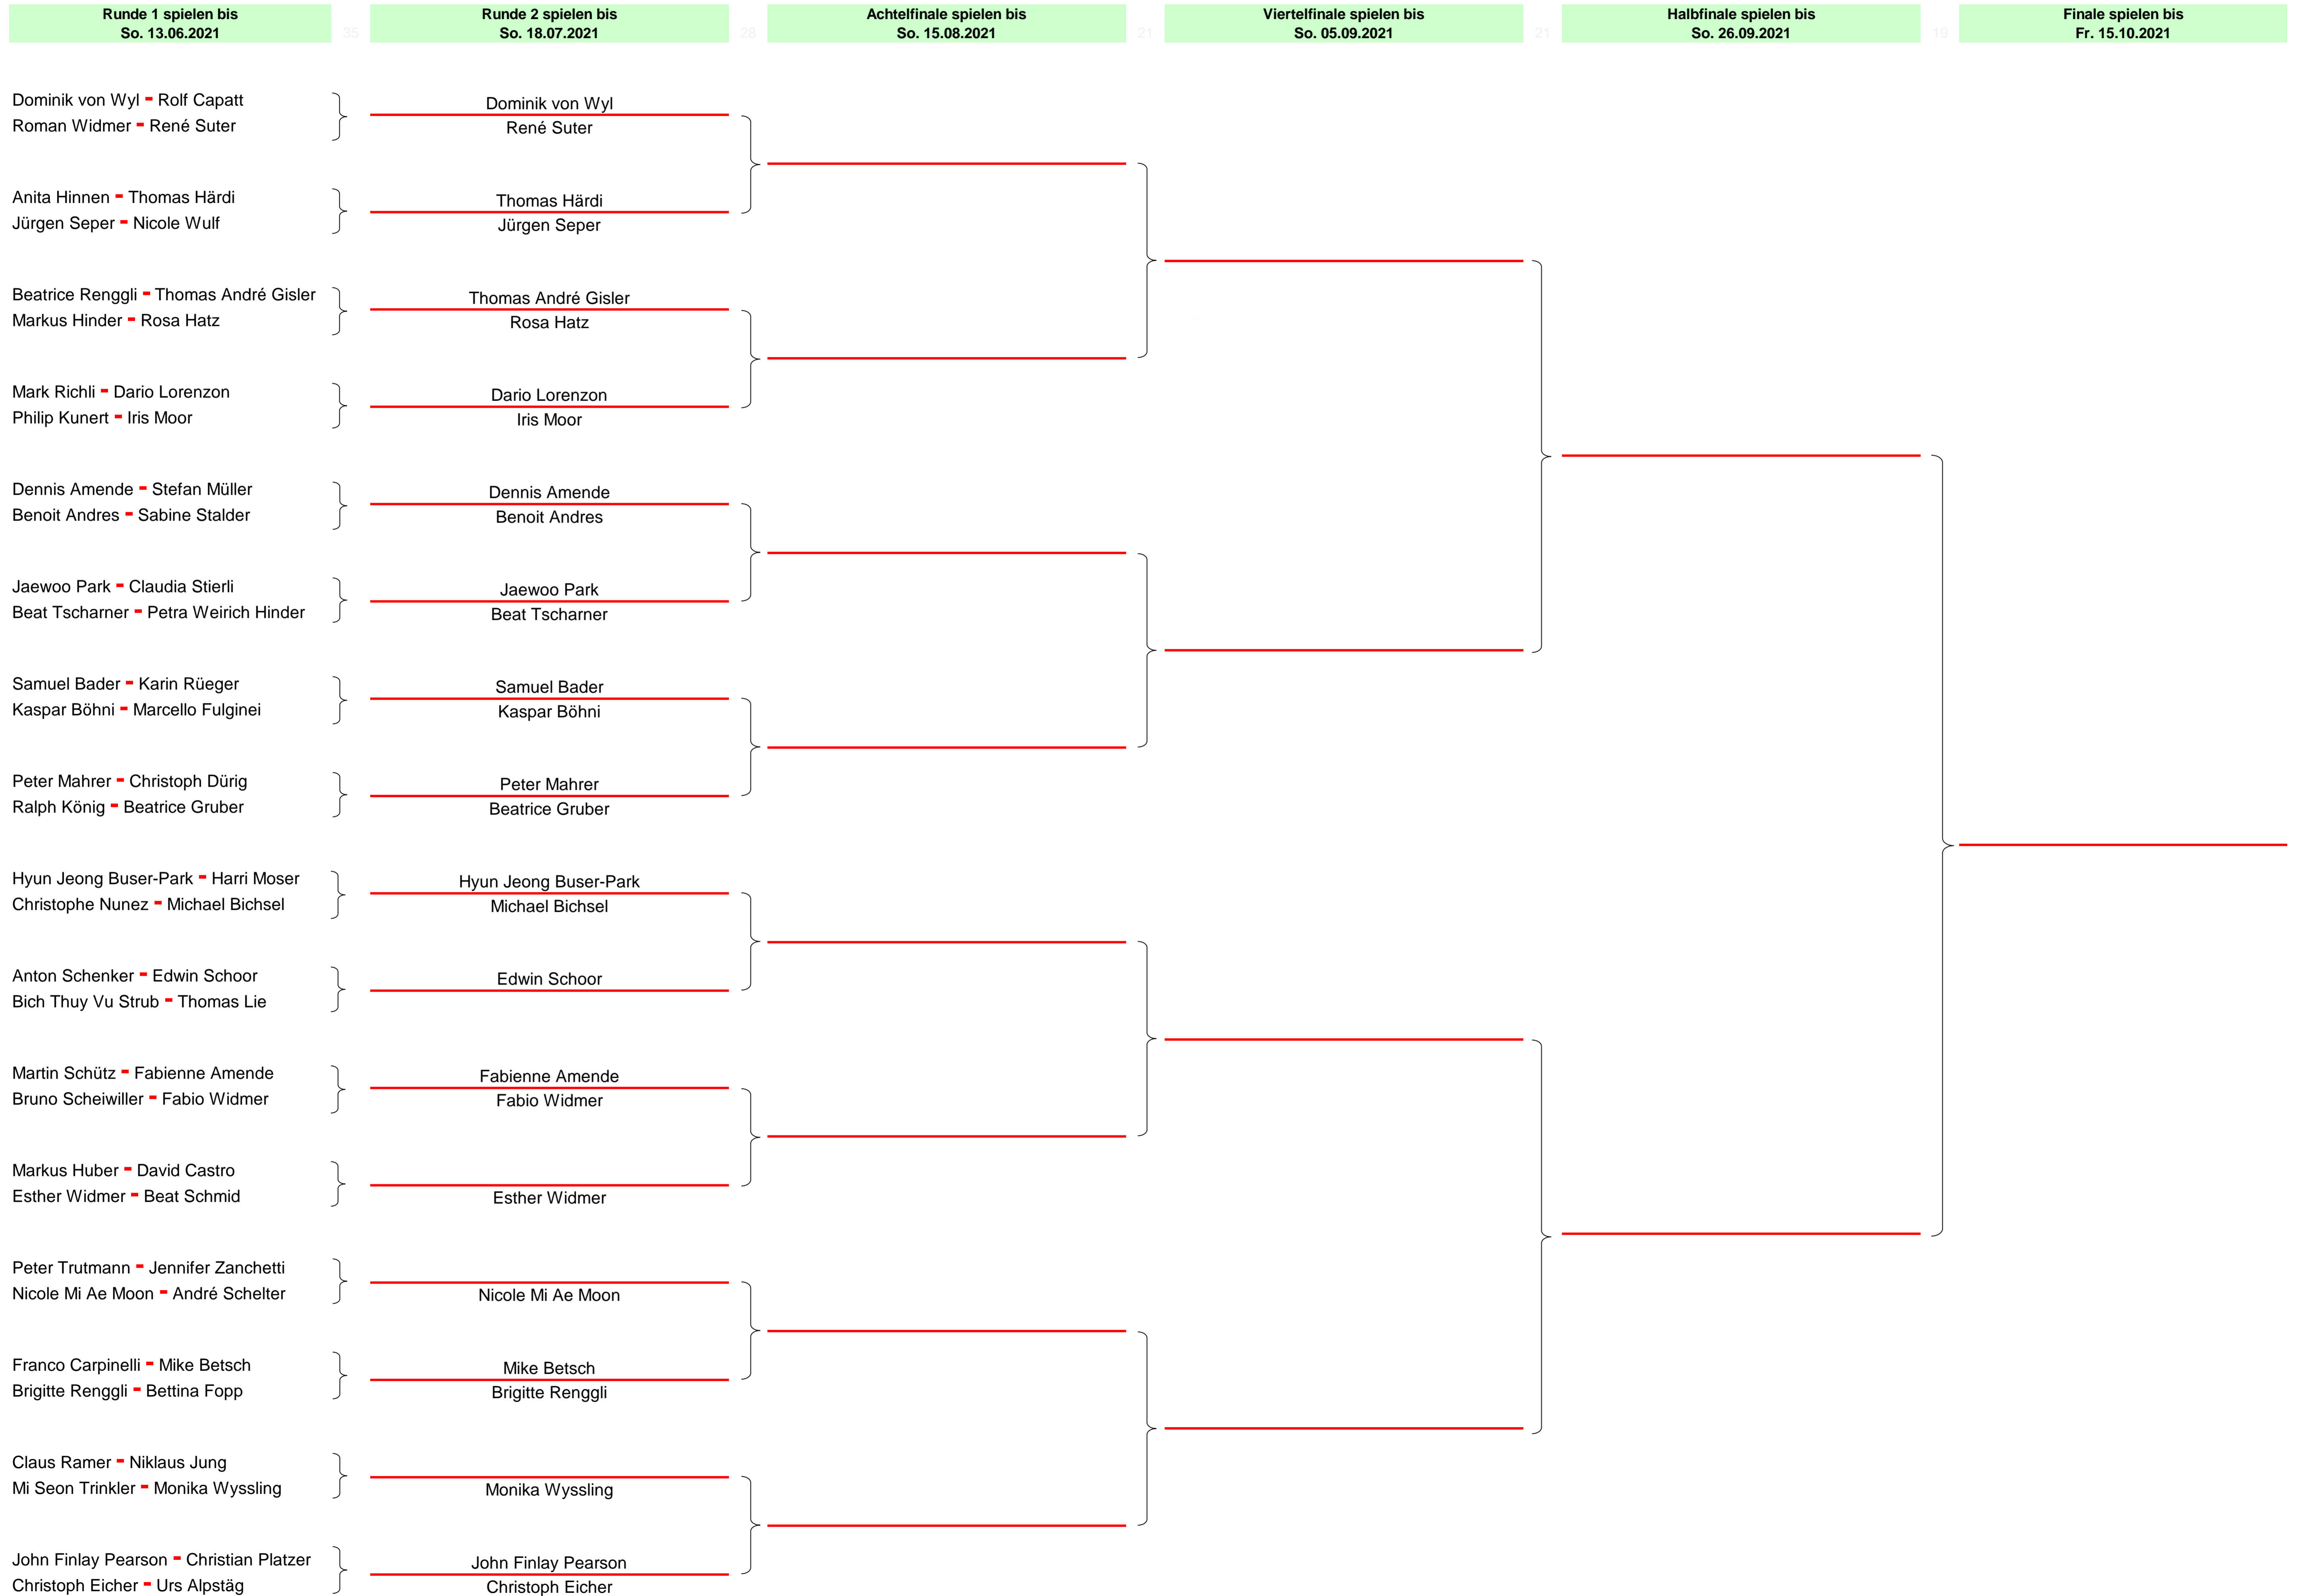 Runde 1 spielen bis
So. 13.06.2021
35
Runde 2 spielen bis
So. 18.07.2021
28
Achtelfinale spielen bis
So. 15.08.2021
21
Viertelfinale spielen bis
So. 05.09.2021
21
Halbfinale spielen bis
So. 26.09.2021
19
Finale spielen bis
Fr. 15.10.2021
Dominik von Wyl - Rolf Capatt
Roman Widmer - René Suter
Dominik von Wyl
René Suter
Anita Hinnen - Thomas Härdi
Jürgen Seper - Nicole Wulf
Thomas Härdi
Jürgen Seper
Beatrice Renggli - Thomas André Gisler
Markus Hinder - Rosa Hatz
Thomas André Gisler
Rosa Hatz
Mark Richli - Dario Lorenzon
Philip Kunert - Iris Moor
Dario Lorenzon
Iris Moor
Dennis Amende - Stefan Müller
Benoit Andres - Sabine Stalder
Dennis Amende
Benoit Andres
Jaewoo Park - Claudia Stierli
Beat Tscharner - Petra Weirich Hinder
Jaewoo Park
Beat Tscharner
Samuel Bader - Karin Rüeger
Kaspar Böhni - Marcello Fulginei
Samuel Bader
Kaspar Böhni
Peter Mahrer - Christoph Dürig
Ralph König - Beatrice Gruber
Peter Mahrer
Beatrice Gruber
Hyun Jeong Buser-Park - Harri Moser
Christophe Nunez - Michael Bichsel
Hyun Jeong Buser-Park
Michael Bichsel
Anton Schenker - Edwin Schoor
Bich Thuy Vu Strub - Thomas Lie
Edwin Schoor
Martin Schütz - Fabienne Amende
Bruno Scheiwiller - Fabio Widmer
Fabienne Amende
Fabio Widmer
Markus Huber - David Castro
Esther Widmer - Beat Schmid
Esther Widmer
Peter Trutmann - Jennifer Zanchetti
Nicole Mi Ae Moon - André Schelter
Nicole Mi Ae Moon
Franco Carpinelli - Mike Betsch
Brigitte Renggli - Bettina Fopp
Mike Betsch
Brigitte Renggli
Claus Ramer - Niklaus Jung
Mi Seon Trinkler - Monika Wyssling
Monika Wyssling
John Finlay Pearson - Christian Platzer
Christoph Eicher - Urs Alpstäg
John Finlay Pearson
Christoph Eicher